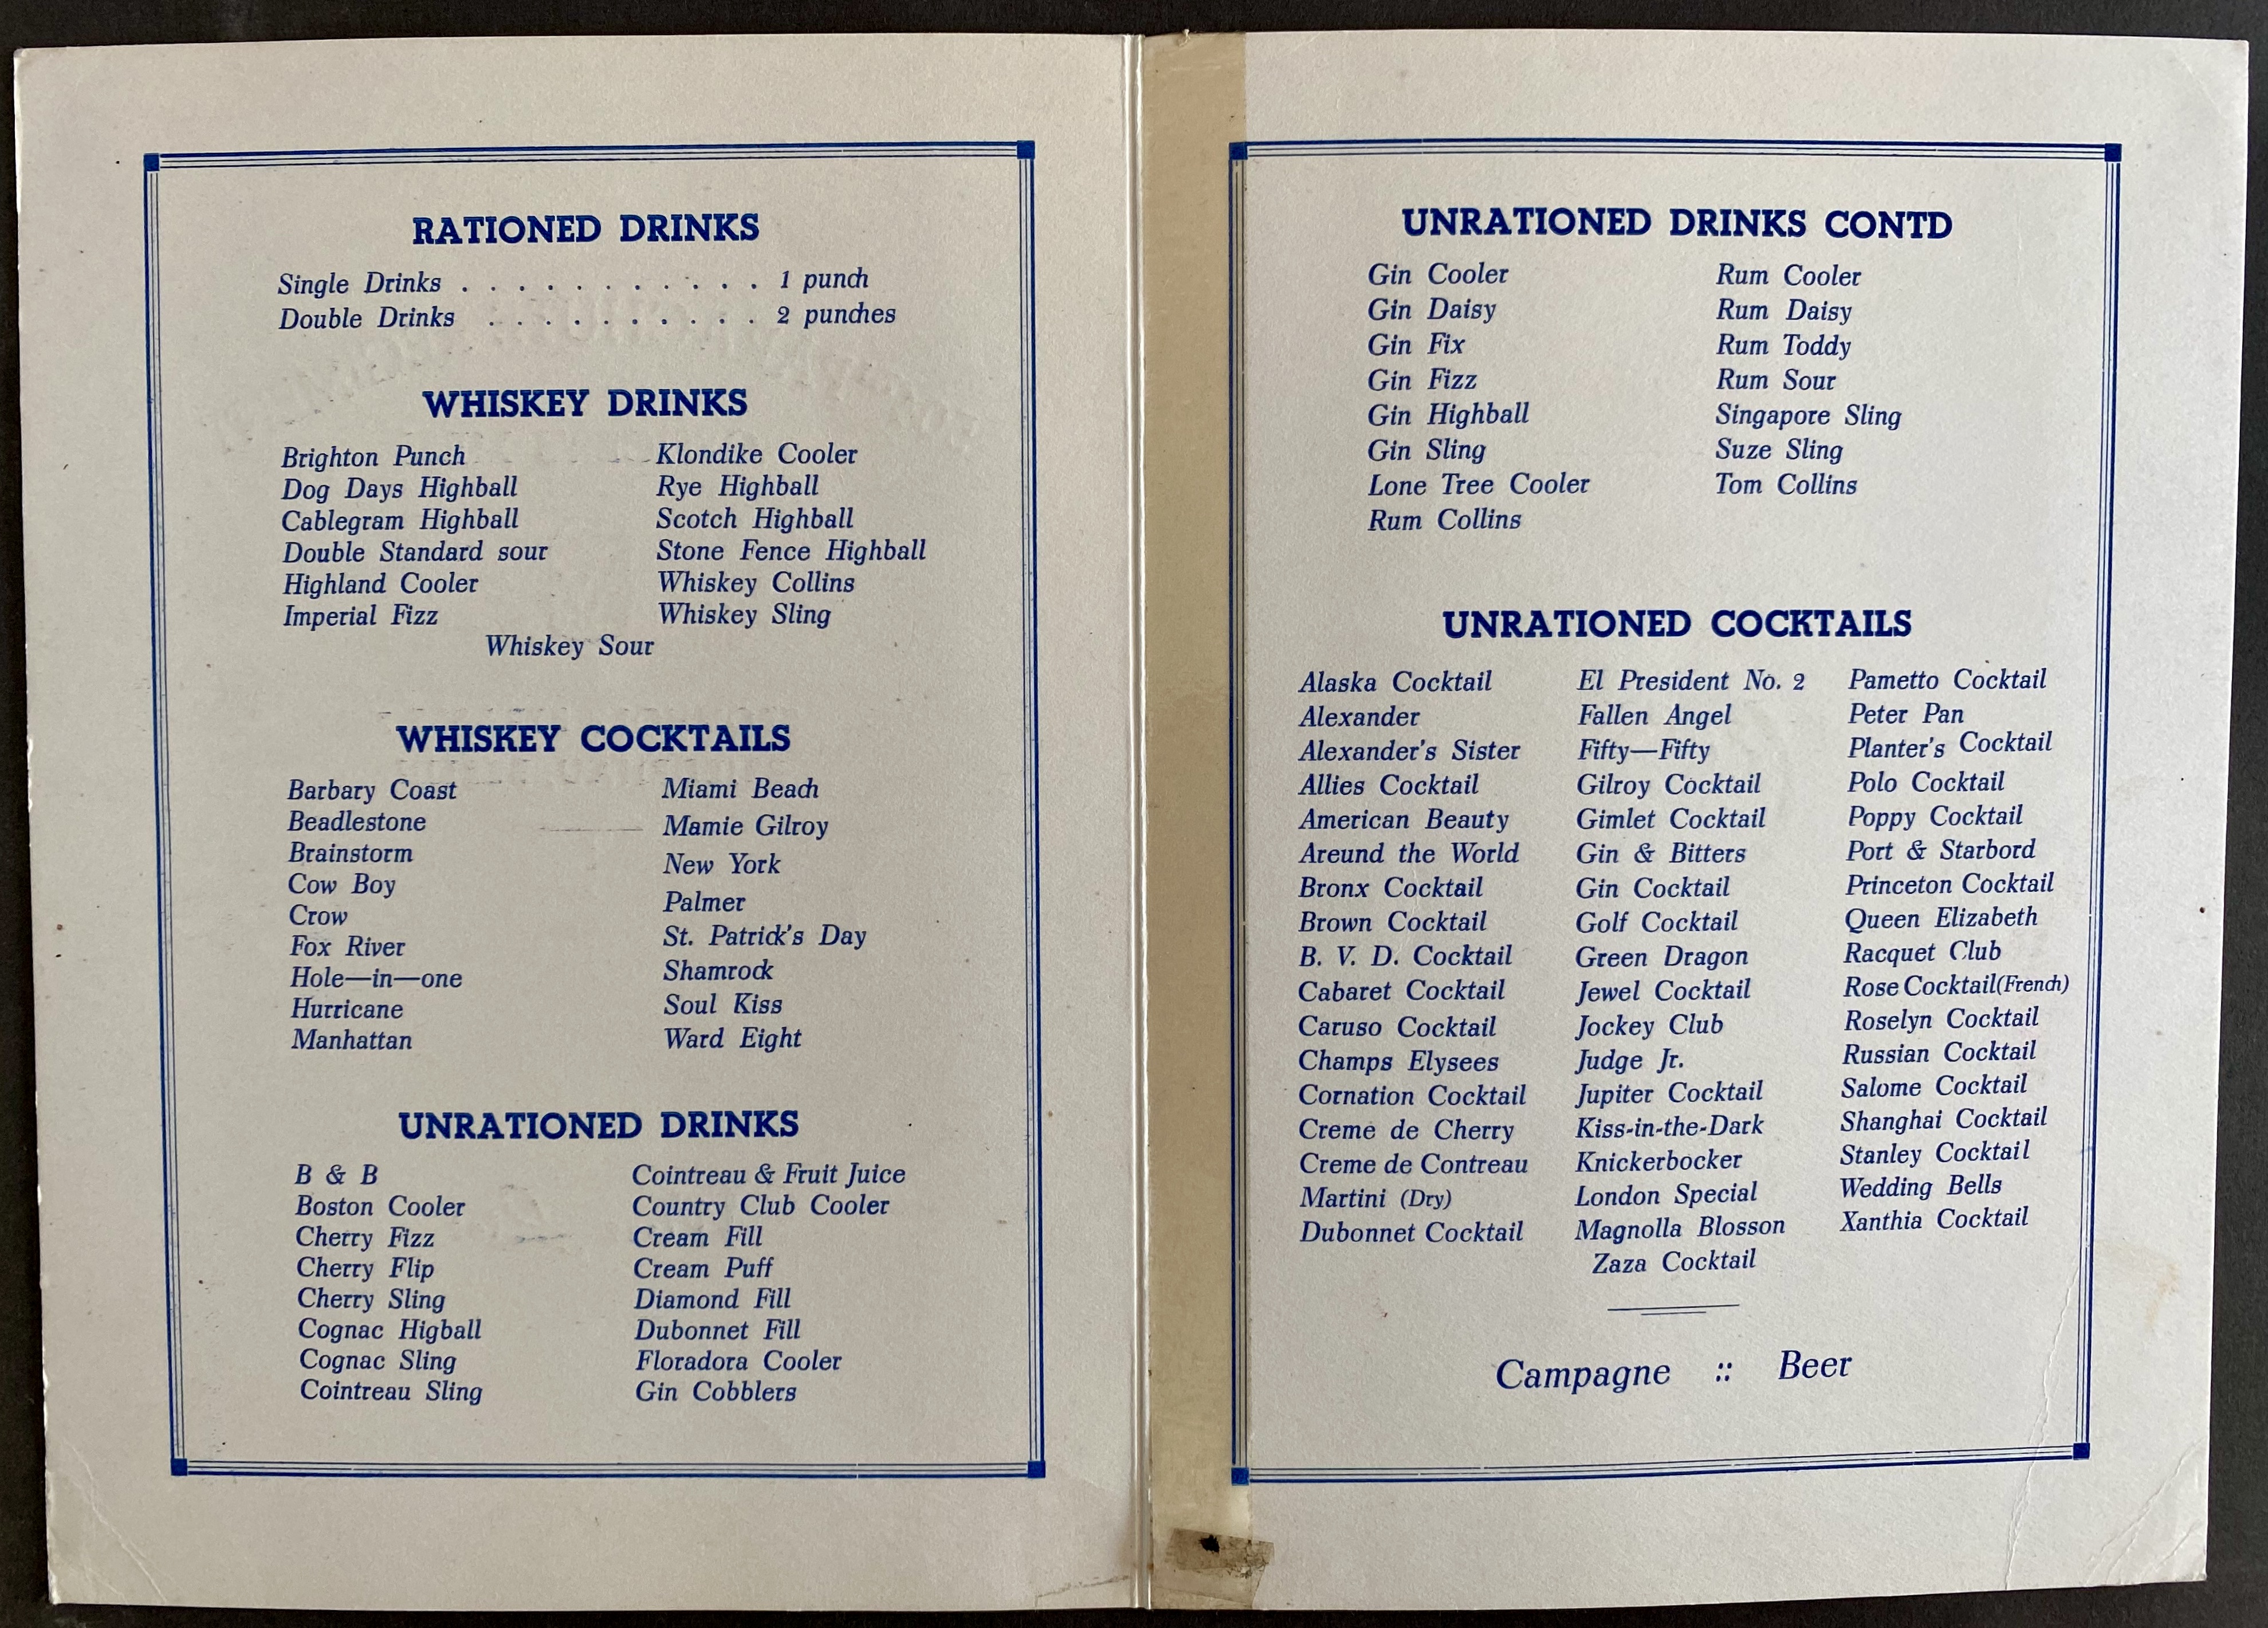 RATIONED DRINKS
Single Drinks . . . . . . . . . . . 1 punch
Double Drinks . . . . . . . . . . 2 punches
WHISKEY DRINKS
Brighton Punch
Dog Days Highball
Cablegram Highball
Double Standard sour
Highland Cooler
Imperial Fizz
Klondike Cooler
Rye Highball
Scotch Highball
Stone Fence Highball
Whiskey Collins
Whiskey Sling
Whiskey Sour
WHISKEY COCKTAILS
Barbary Coast
Beadlestone
Brainstorm
Cow Boy
Crow
Fox River
Hole—in—one
Hurricane
Manhattan
Miami Beach
Mamie Gilroy
New York
Palmer
St. Patrick's Day
Shamrock
Soul Kiss
Ward Eight
UNRATIONED DRINKS
B & B
Boston Cooler
Cherry Fizz
Cherry Flip
Cherry Sling
Cognac Higball
Cognac Sling
Cointreau Sling
Cointreau & Fruit Juice
Country Club Cooler
Cream Fill
Cream Puff
Diamond Fill
Dubonnet Fill
Floradora Cooler
Gin Cobblers
UNRATIONED DRINKS CONTD
Gin Cooler
Gin Daisy
Gin Fix
Gin Fizz
Gin Highball
Gin Sling
Lone Tree Cooler
Rum Collins
Rum Cooler
Rum Daisy
Rum Toddy
Rum Sour
Singapore Sling
Suze Sling
Tom Collins
UNRATIONED COCKTAILS
Alaska Cocktail
Alexander
Alexander's Sister
Allies Cocktail
American Beauty
Areund the World
Bronx Cocktail
Brown Cocktail
B. V. D. Cocktail
Cabaret Cocktail
Caruso Cocktail
Champs Elysees
Cornation Cocktail
Creme de Cherry
Creme de Contreau
Martini (Dry)
Dubonnet Cocktail
El President No. 2
Fallen Angel
Fifty—Fifty
Gilroy Cocktail
Gimlet Cocktail
Gin & Bitters
Gin Cocktail
Golf Cocktail
Green Dragon
Jewel Cocktail
Jockey Club
Judge Jr.
Jupiter Cocktail
Kiss-in-the-Dark
Knickerbocker
London Special
Magnolla Blosson
Pametto Cocktail
Peter Pan
Planter's Cocktail
Polo Cocktail
Poppy Cocktail
Port & Starbord
Princeton Cocktail
Queen Elizabeth
Racquet Club
Rose Cocktail(French)
Roselyn Cocktail
Russian Cocktail
Salome Cocktail
Shanghai Cocktail
Stanley Cocktail
Wedding Bells
Xanthia Cocktail
Zaza Cocktail
Campagne :: Beer